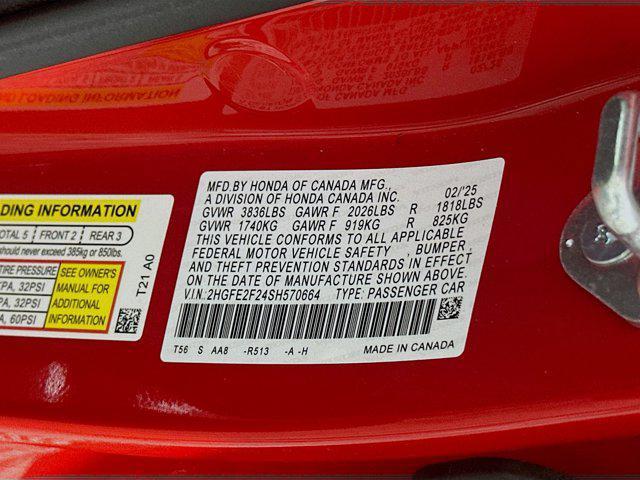 DING INFORMATION
OTAL 5 FRONT 2 REAR 3
hould never exceed 385kg or 850lbs.
TIRE PRESSURE
SEE OWNER'S
MANUAL FOR
ADDITIONAL
INFORMATION
PA, 32PSI
PA, 32PSI
A, 60PSI
T21 A0
MFD.BY HONDA OF CANADA MFG., 02/'25
A DIVISION OF HONDA CANADA INC.
GVWR 3836LBS GAWR F 2026LBS R 1818LBS
GVWR 1740KG GAWR F 919KG R 825KG
THIS VEHICLE CONFORMS TO ALL APPLICABLE
FEDERAL MOTOR VEHICLE SAFETY , BUMPER,
AND THEFT PREVENTION STANDARDS IN EFFECT
ON THE DATE OF MANUFACTURE SHOWN ABOVE.
V.I.N. 2HGFE2F24SH570664 TYPE: PASSENGER CAR
T56 S AA8 -R513 -A -H MADE IN CANADA